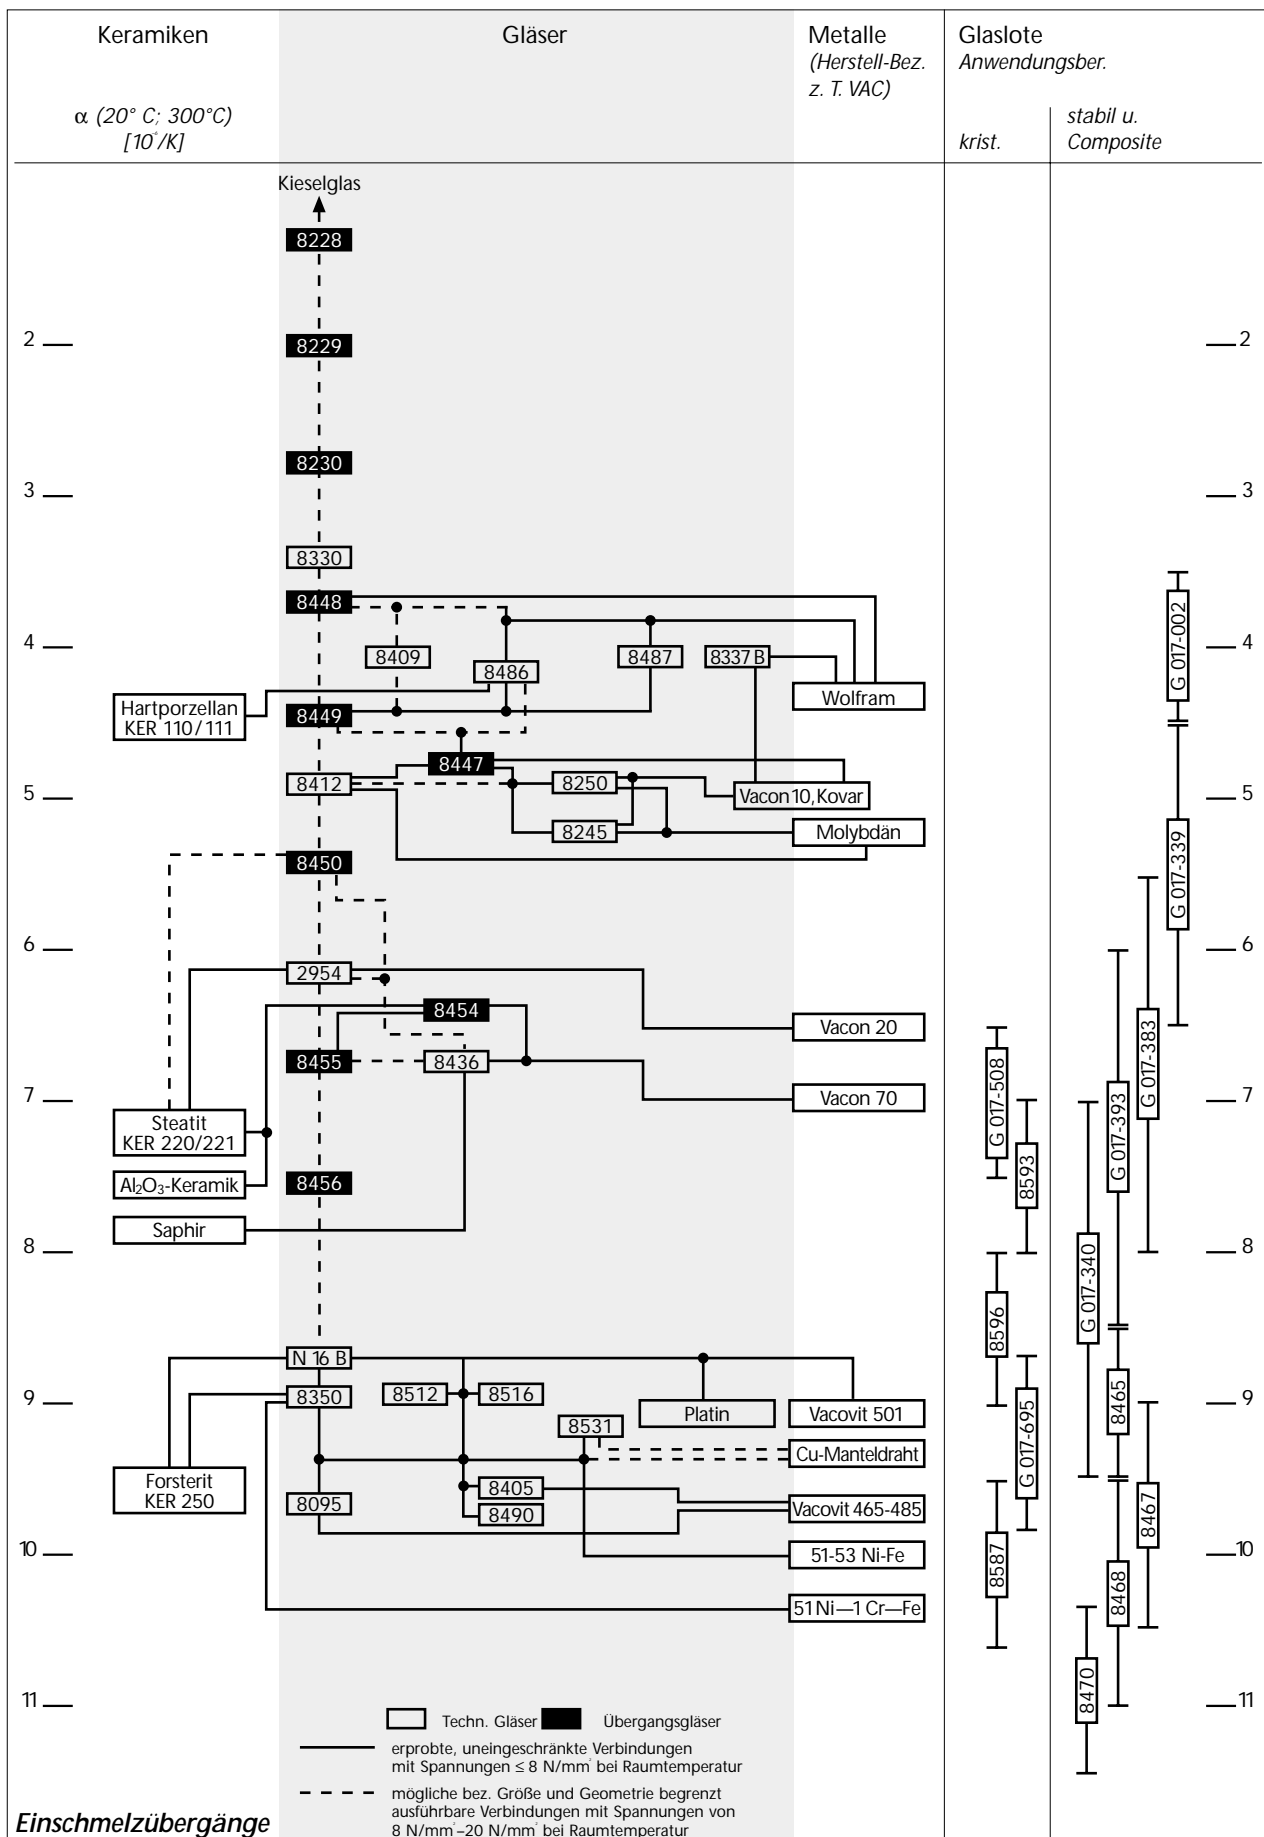 Keramiken
Gläser
Metalle
(Herstell-Bez.
z. T. VAC)
Glaslote
Anwendungsber.
α (20° C; 300°C)
krist.
stabil u.
Composite
Kieselglas
8228
2
8229
2
8230
3
3
8330
8448
4
8409
8486
8487
8337 B
4
G 017-002
Hartporzellan
KER 110/111
8449
Wolfram
8447
5
8412
8250
Vacon 10, Kovar
5
8245
Molybdän
G 017-339
8450
6
6
2954
8454
Vacon 20
G 017-383
8455
8436
G 017-508
7
Vacon 70
G 017-393
7
Steatit
KER 220/221
Al₂O₃-Keramik
8456
8593
Saphir
8
8
G 017-340
8596
N 16 B
9
8350
8512
8516
Platin
Vacovit 501
8465
9
8531
G 017-695
Cu-Manteldraht
Forsterit
KER 250
8095
8405
8490
Vacovit 465-485
8467
10
51-53 Ni-Fe
8587
10
8468
51 Ni—1 Cr—Fe
8470
11
11
Techn. Gläser
Übergangsgläser
erprobte, uneingeschränkte Verbindungen
mit Spannungen ≤ 8 N/mm² bei Raumtemperatur
mögliche bez. Größe und Geometrie begrenzt
ausführbare Verbindungen mit Spannungen von
8 N/mm²–20 N/mm² bei Raumtemperatur
Einschmelzübergänge